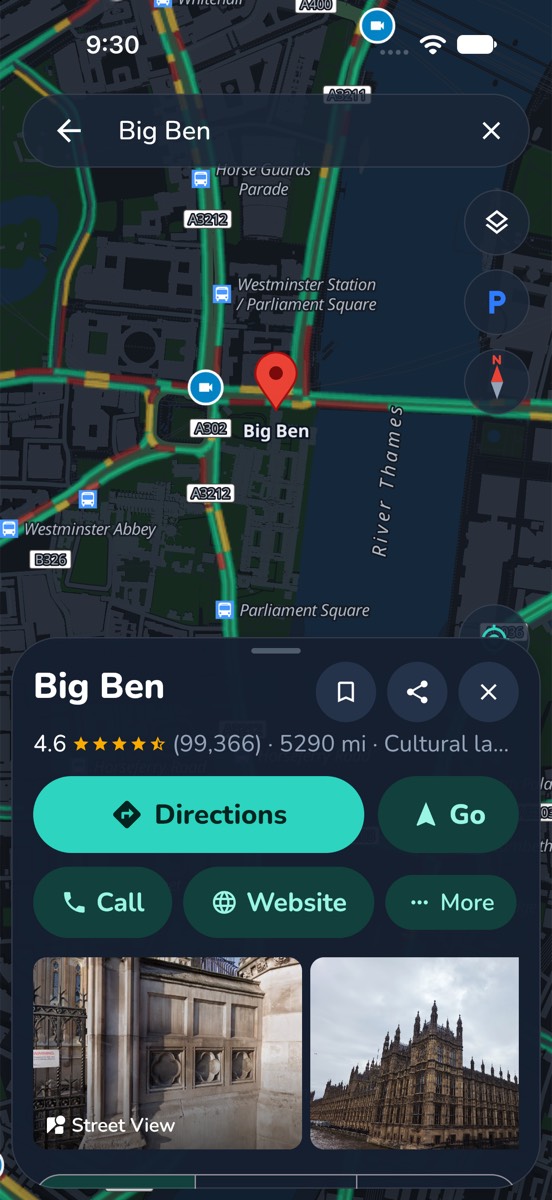 Whitehall
A400
9:30
A3211
Big Ben
Horse Guards
Parade
A3212
Westminster Station
/ Parliament Square
P
N
A302
Big Ben
River Thames
A3212
Westminster Abbey
B326
Parliament Square
Big Ben
4.6 (99,366) · 5290 mi · Cultural la...
Directions
Go
Call
Website
More
Street View